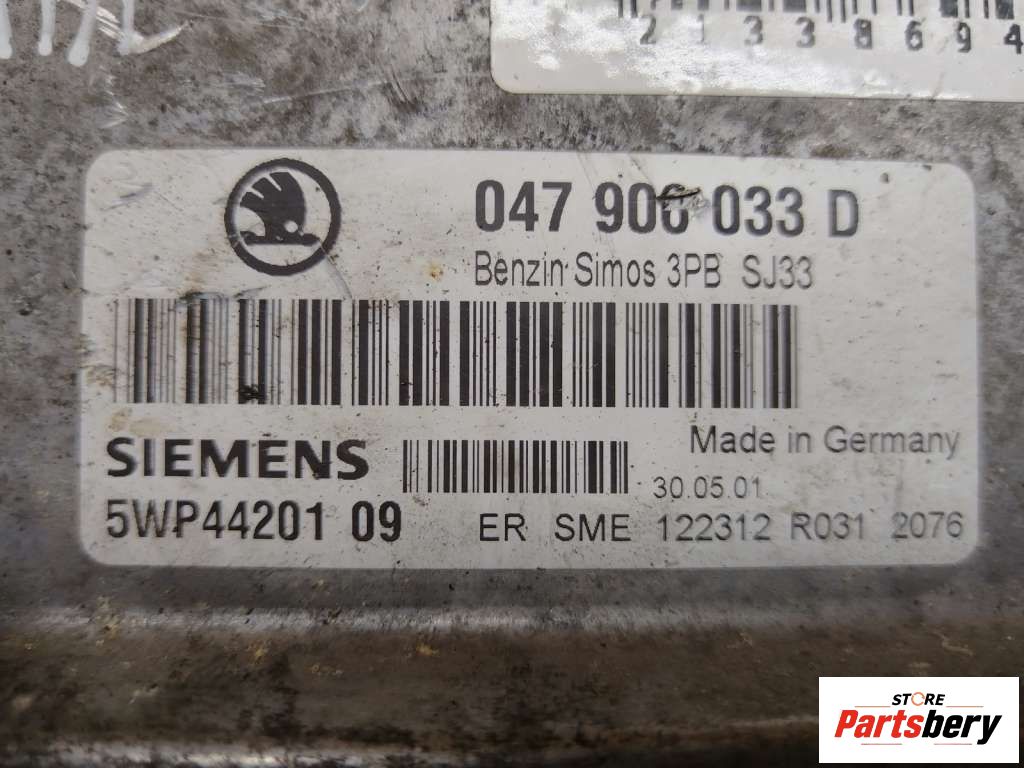 21338694
047 906 033 D
Benzin Simos 3PB SJ33
SIEMENS
Made in Germany
30.05.01
5WP44201 09
ER SME 122312 R031 2076
STORE
Partsbery